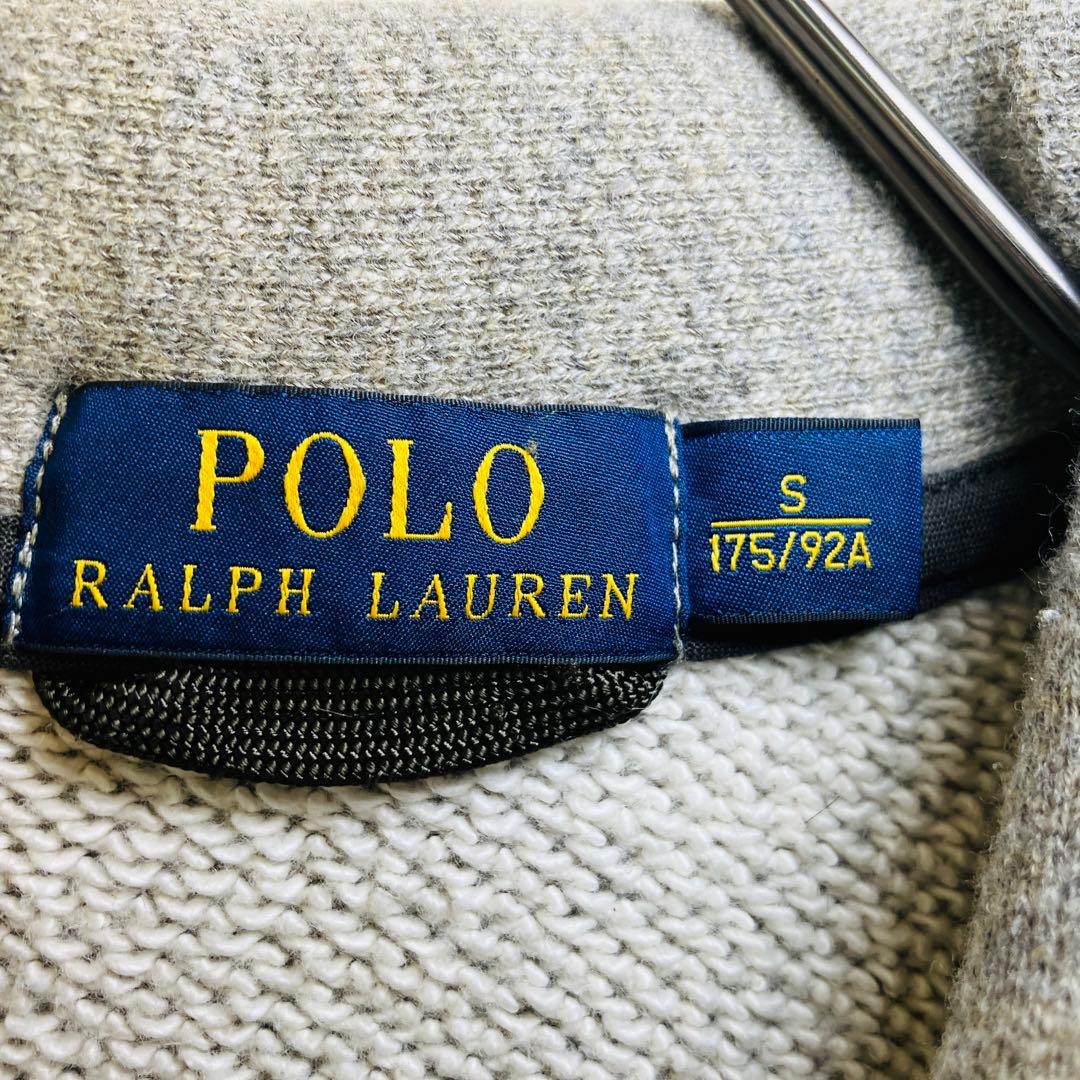 POLO
RALPH LAUREN
S
175/92A